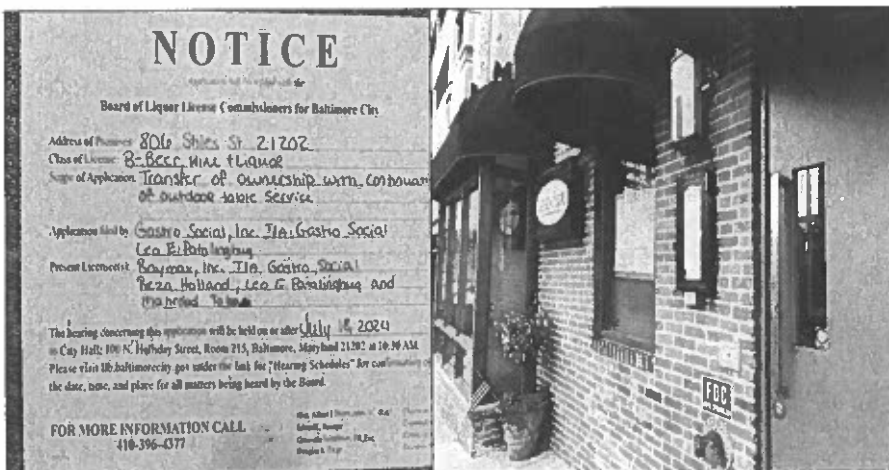 NOTICE
the
Board of Liquor License Commissioners for Baltimore City
Address of Premises: 806 Stiles St 21202
Class of License: B-Beer, Wine + Liquor
Scope of Application: Transfer of ownership with
of outdoor table service
Application filed by Gastro Social, Inc. T/A: Gastro Social
Leo E. Patalinghug
Present Licensee(s): Baymax, Inc. T/A, Gastro, Social
Reza Holland, Leo E Patalinghug and
The hearing concerning this application will be held on or after July 18, 2024
in City Hall: 100 N. Holliday Street, Room 215, Baltimore, Maryland 21202 at 10:30 AM.
Please visit llb.baltimorecity.gov under the link for "Hearing Schedules" for
the date, time, and place for all matters being heard by the Board.
FOR MORE INFORMATION CALL
410-396-4377
FDC